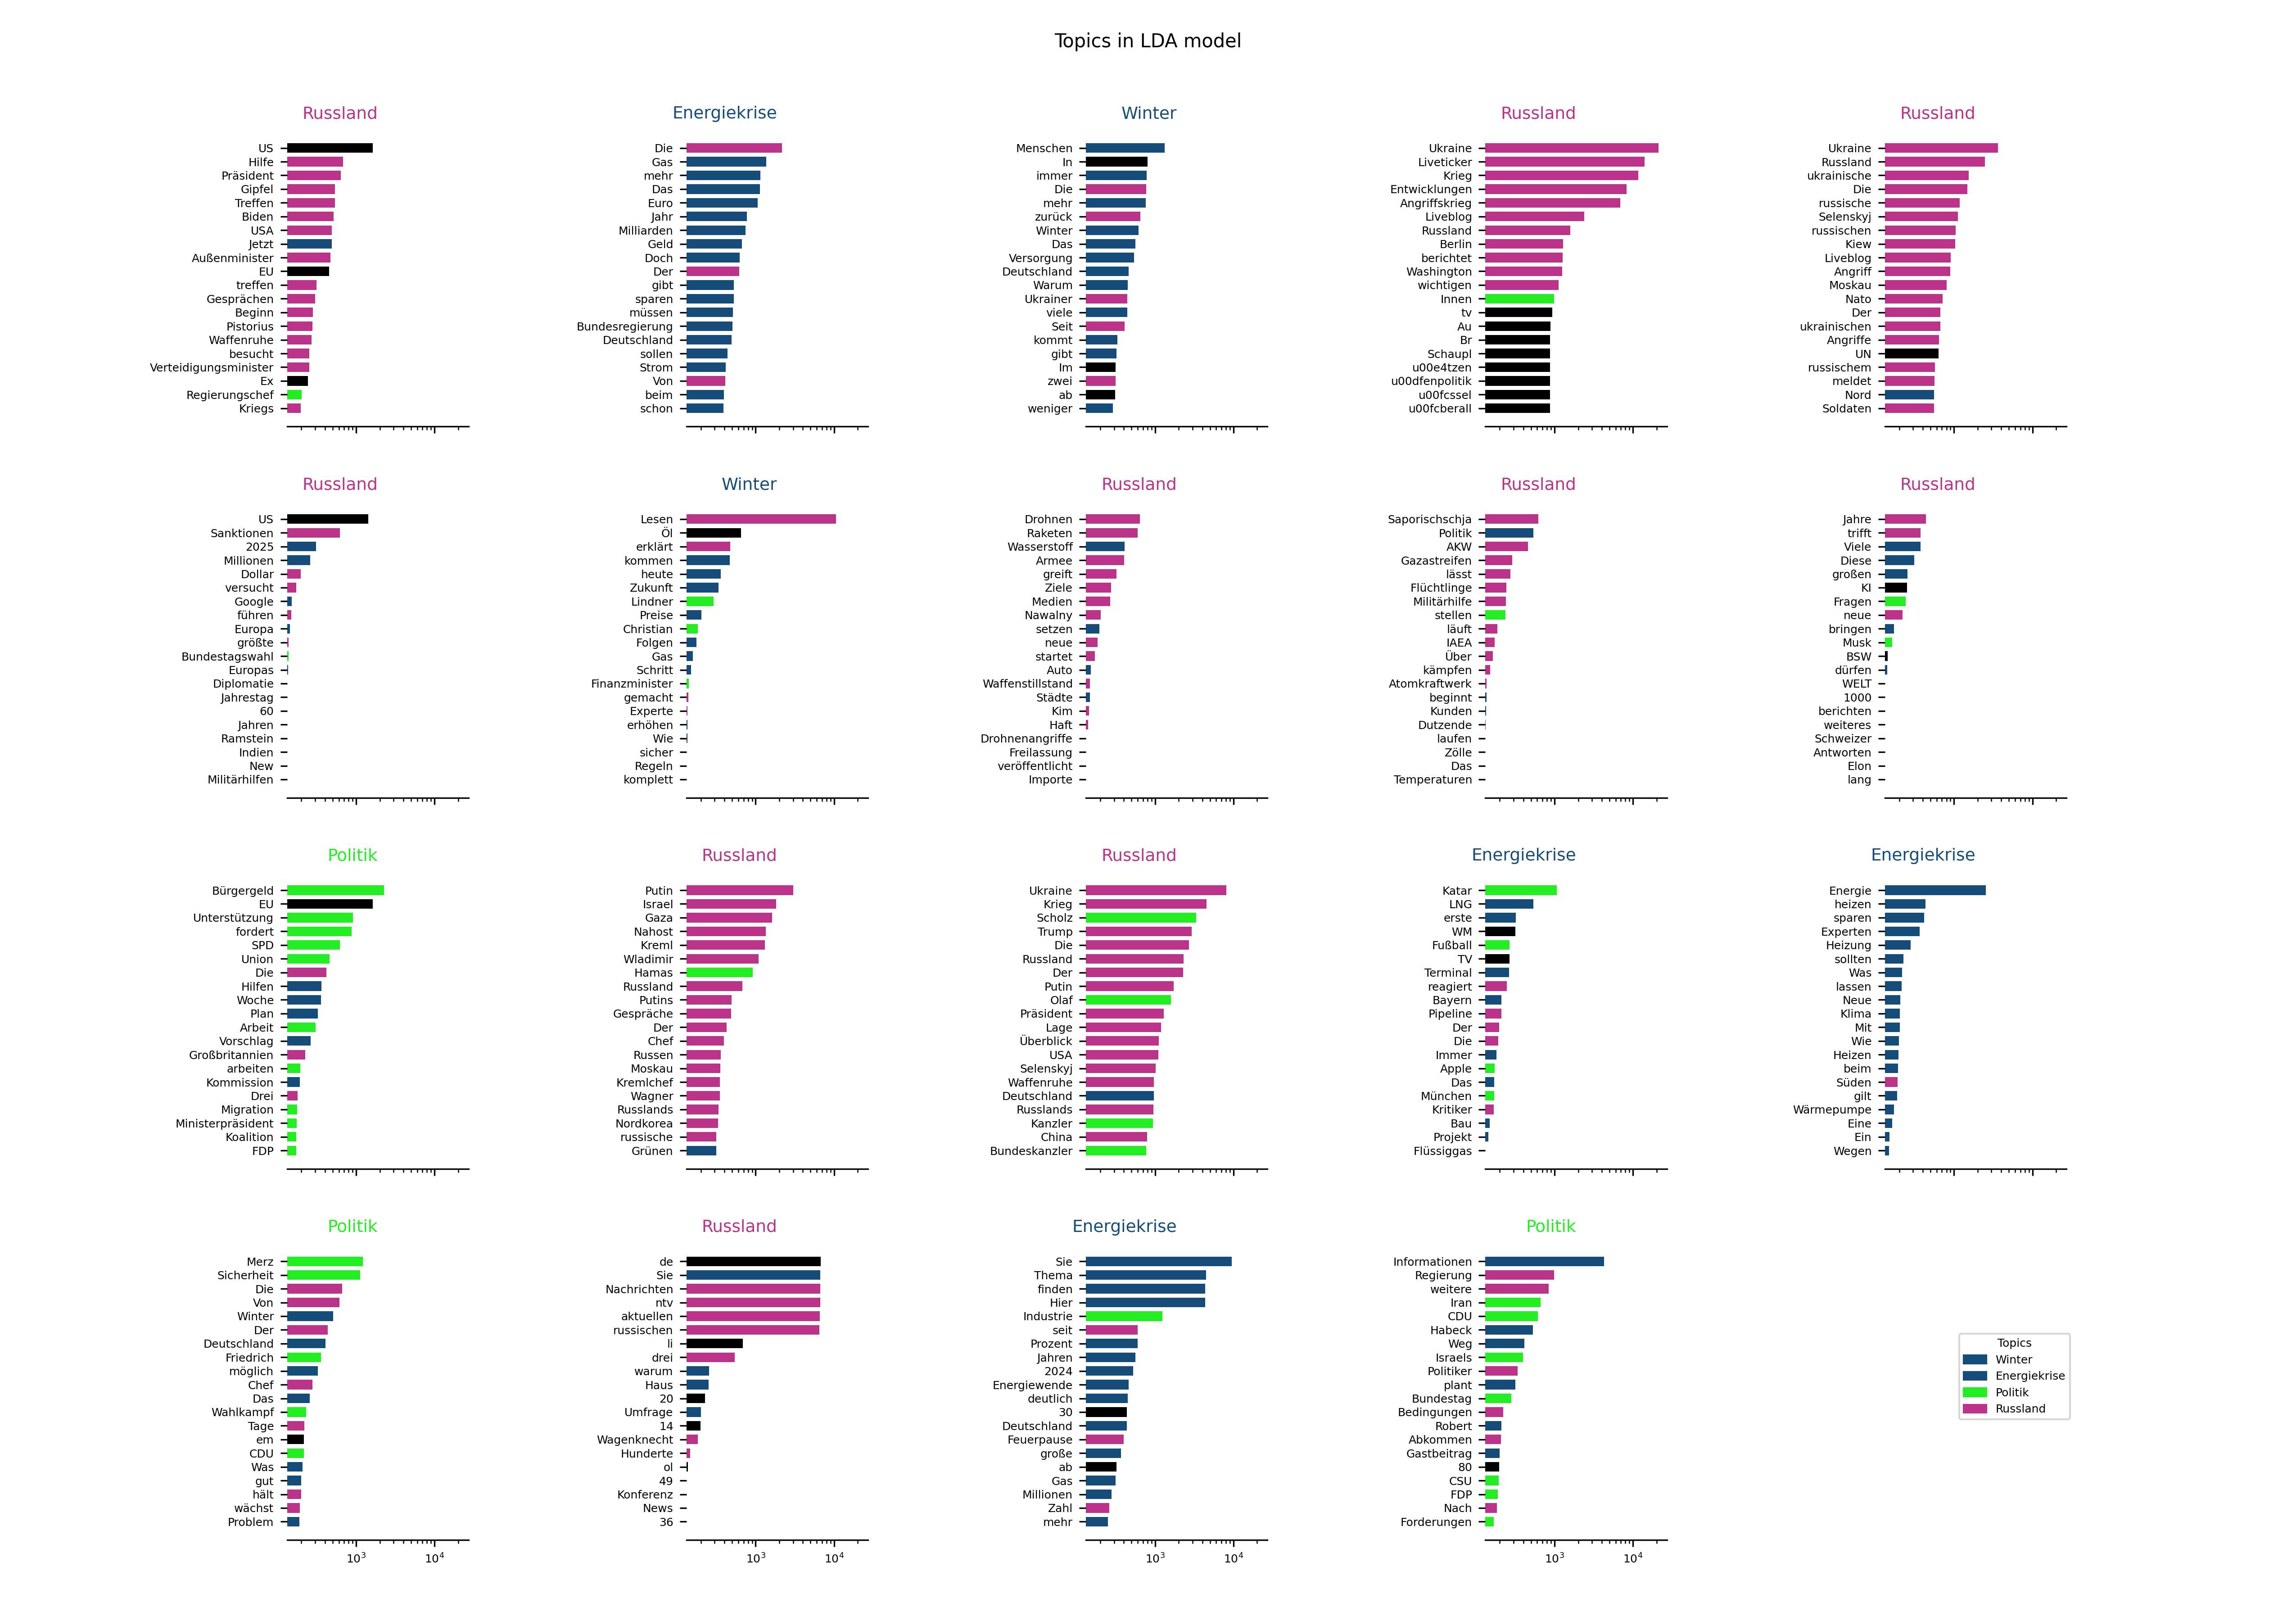 Topics in LDA model
Russland
US
Hilfe
Präsident
Gipfel
Treffen
Biden
USA
Jetzt
Außenminister
EU
treffen
Gesprächen
Beginn
Pistorius
Waffenruhe
besucht
Verteidigungsminister
Ex
Regierungschef
Kriegs
Energiekrise
Die
Gas
mehr
Das
Euro
Jahr
Milliarden
Geld
Doch
Der
gibt
sparen
müssen
Bundesregierung
Deutschland
sollen
Strom
Von
beim
schon
Winter
Menschen
In
immer
Die
mehr
zurück
Winter
Das
Versorgung
Deutschland
Warum
Ukrainer
viele
Seit
kommt
gibt
Im
zwei
ab
weniger
Russland
Ukraine
Liveticker
Krieg
Entwicklungen
Angriffskrieg
Liveblog
Russland
Berlin
berichtet
Washington
wichtigen
Innen
tv
Au
Br
Schaupl
u00e4tzen
u00dfenpolitik
u00fcssel
u00fcberall
Russland
Ukraine
Russland
ukrainische
Die
russische
Selenskyj
russischen
Kiew
Liveblog
Angriff
Moskau
Nato
Der
ukrainischen
Angriffe
UN
russischem
meldet
Nord
Soldaten
Russland
US
Sanktionen
2025
Millionen
Dollar
versucht
Google
führen
Europa
größte
Bundestagswahl
Europas
Diplomatie
Jahrestag
60
Jahren
Ramstein
Indien
New
Militärhilfen
Winter
Lesen
Öl
erklärt
kommen
heute
Zukunft
Lindner
Preise
Christian
Folgen
Gas
Schritt
Finanzminister
gemacht
Experte
erhöhen
Wie
sicher
Regeln
komplett
Russland
Drohnen
Raketen
Wasserstoff
Armee
greift
Ziele
Medien
Nawalny
setzen
neue
startet
Auto
Waffenstillstand
Städte
Kim
Haft
Drohnenangriffe
Freilassung
veröffentlicht
Importe
Russland
Saporischschja
Politik
AKW
Gazastreifen
lässt
Flüchtlinge
Militärhilfe
stellen
läuft
IAEA
Über
kämpfen
Atomkraftwerk
beginnt
Kunden
Dutzende
laufen
Zölle
Das
Temperaturen
Russland
Jahre
trifft
Viele
Diese
großen
KI
Fragen
neue
bringen
Musk
BSW
dürfen
WELT
1000
berichten
weiteres
Schweizer
Antworten
Elon
lang
Politik
Bürgergeld
EU
Unterstützung
fordert
SPD
Union
Die
Hilfen
Woche
Plan
Arbeit
Vorschlag
Großbritannien
arbeiten
Kommission
Drei
Migration
Ministerpräsident
Koalition
FDP
Russland
Putin
Israel
Gaza
Nahost
Kreml
Wladimir
Hamas
Russland
Putins
Gespräche
Der
Chef
Russen
Moskau
Kremlchef
Wagner
Russlands
Nordkorea
russische
Grünen
Russland
Ukraine
Krieg
Scholz
Trump
Die
Russland
Der
Putin
Olaf
Präsident
Lage
Überblick
USA
Selenskyj
Waffenruhe
Deutschland
Russlands
Kanzler
China
Bundeskanzler
Energiekrise
Katar
LNG
erste
WM
Fußball
TV
Terminal
reagiert
Bayern
Pipeline
Der
Die
Immer
Apple
Das
München
Kritiker
Bau
Projekt
Flüssiggas
Energiekrise
Energie
heizen
sparen
Experten
Heizung
sollten
Was
lassen
Neue
Klima
Mit
Wie
Heizen
beim
Süden
gilt
Wärmepumpe
Eine
Ein
Wegen
Politik
Merz
Sicherheit
Die
Von
Winter
Der
Deutschland
Friedrich
möglich
Chef
Das
Wahlkampf
Tage
em
CDU
Was
gut
hält
wächst
Problem
10³ 10⁴
Russland
de
Sie
Nachrichten
ntv
aktuellen
russischen
li
drei
warum
Haus
20
Umfrage
14
Wagenknecht
Hunderte
ol
49
Konferenz
News
36
10³ 10⁴
Energiekrise
Sie
Thema
finden
Hier
Industrie
seit
Prozent
Jahren
2024
Energiewende
deutlich
30
Deutschland
Feuerpause
große
ab
Gas
Millionen
Zahl
mehr
10³ 10⁴
Politik
Informationen
Regierung
weitere
Iran
CDU
Habeck
Weg
Israels
Politiker
plant
Bundestag
Bedingungen
Robert
Abkommen
Gastbeitrag
80
CSU
FDP
Nach
Forderungen
10³ 10⁴
Topics
Winter
Energiekrise
Politik
Russland